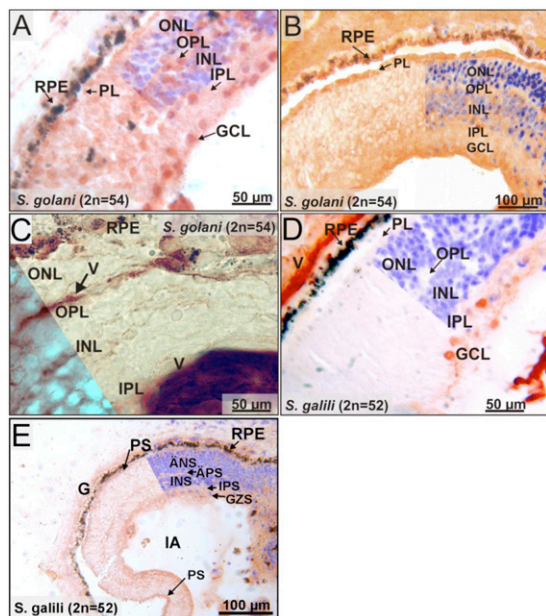 A
ONL
OPL
INL
IPL
RPE
PL
GCL
S. golani (2n=54)
50 µm
B
RPE
PL
ONL
OPL
INL
IPL
GCL
S. golani (2n=54)
100 µm
C
RPE
S. golani (2n=54)
ONL
V
OPL
INL
V
IPL
50 µm
D
RPE
PL
V
ONL
OPL
INL
IPL
GCL
S. galili (2n=52)
50 µm
E
PS
RPE
G
ÄNS
ÄPS
INS
IPS
GZS
IA
PS
S. galili (2n=52)
100 µm